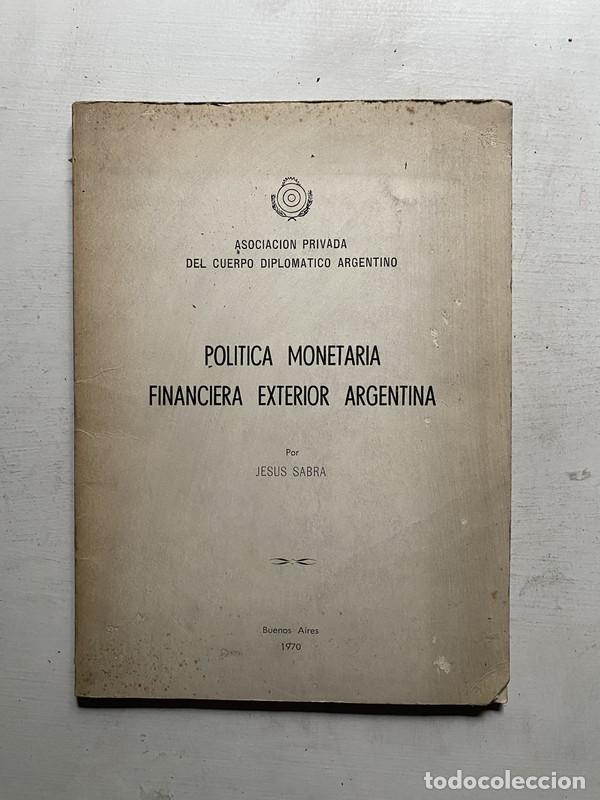 ASOCIACION PRIVADA
DEL CUERPO DIPLOMATICO ARGENTINO
POLITICA MONETARIA
FINANCIERA EXTERIOR ARGENTINA
Por
JESUS SABRA
Buenos Aires
1970
todocoleccion